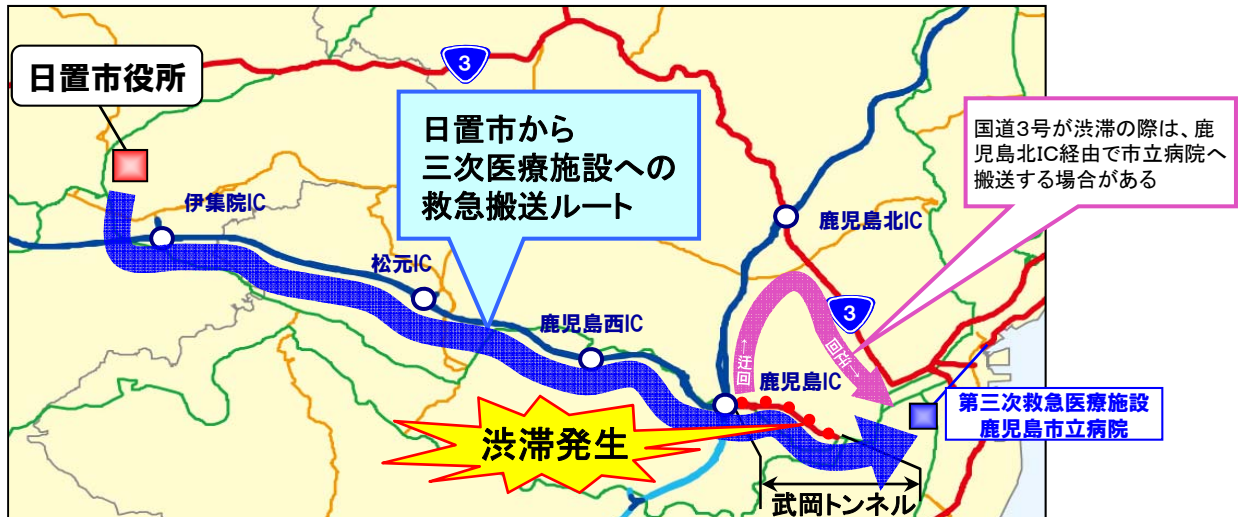 3
日置市役所
日置市から
三次医療施設への
救急搬送ルート
国道3号が渋滞の際は、鹿
児島北IC経由で市立病院へ
搬送する場合がある
伊集院IC
鹿児島北IC
松元IC
鹿児島西IC
3
←迂回
迂回→
鹿児島IC
第三次救急医療施設
鹿児島市立病院
渋滞発生
武岡トンネル